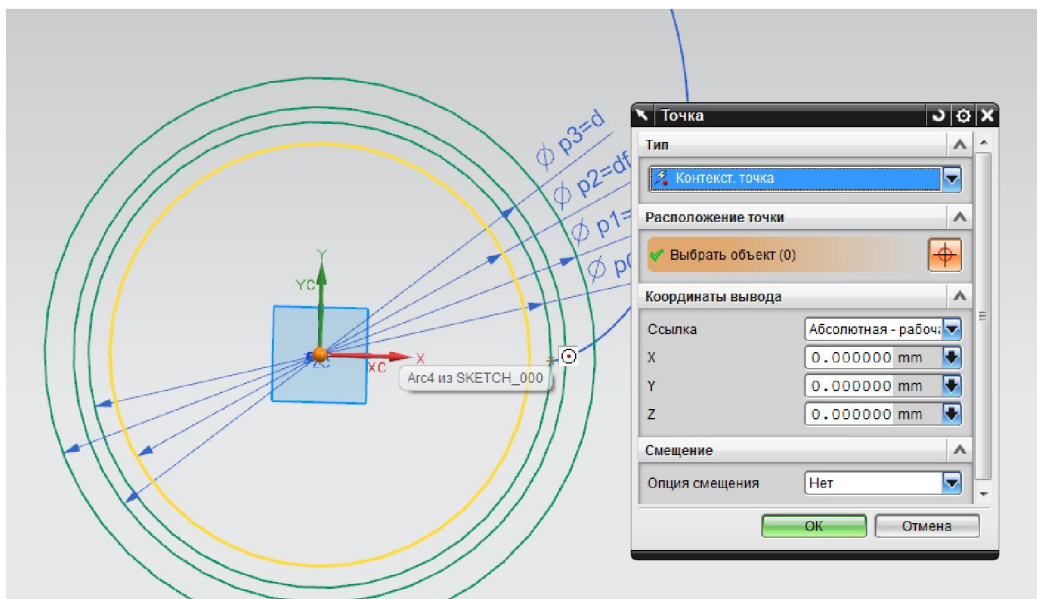 Ø p3=d
Ø p2=df
Ø p1=
Ø p
Y
YC
ZC
XC
X
Arc4 из SKETCH_000
Точка
Тип
Контекст. точка
Расположение точки
Выбрать объект (0)
Координаты вывода
Ссылка
Абсолютная - рабоча
X
0.000000 mm
Y
0.000000 mm
Z
0.000000 mm
Смещение
Опция смещения
Нет
ОК
Отмена